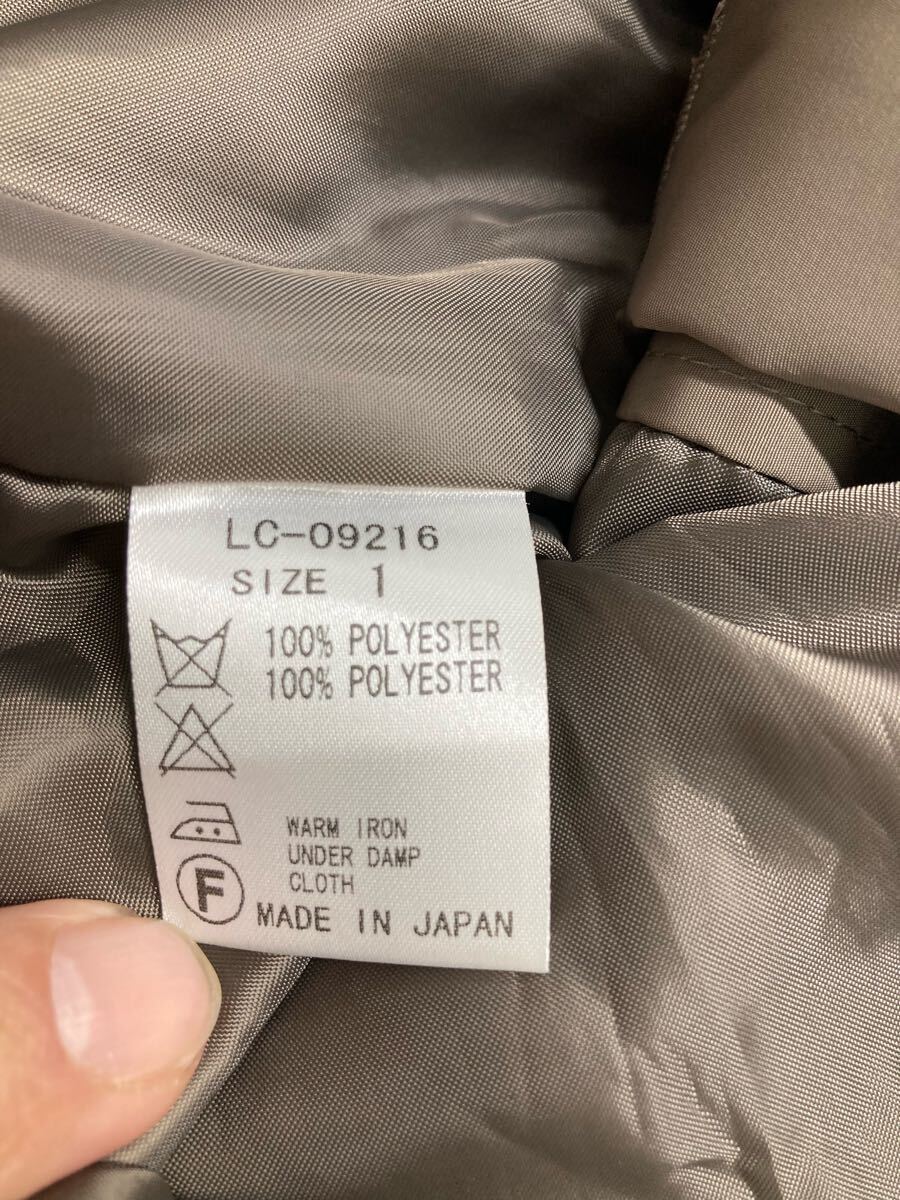 LC-09216
SIZE 1
100% POLYESTER
100% POLYESTER
WARM IRON
UNDER DAMP
CLOTH
F
MADE IN JAPAN